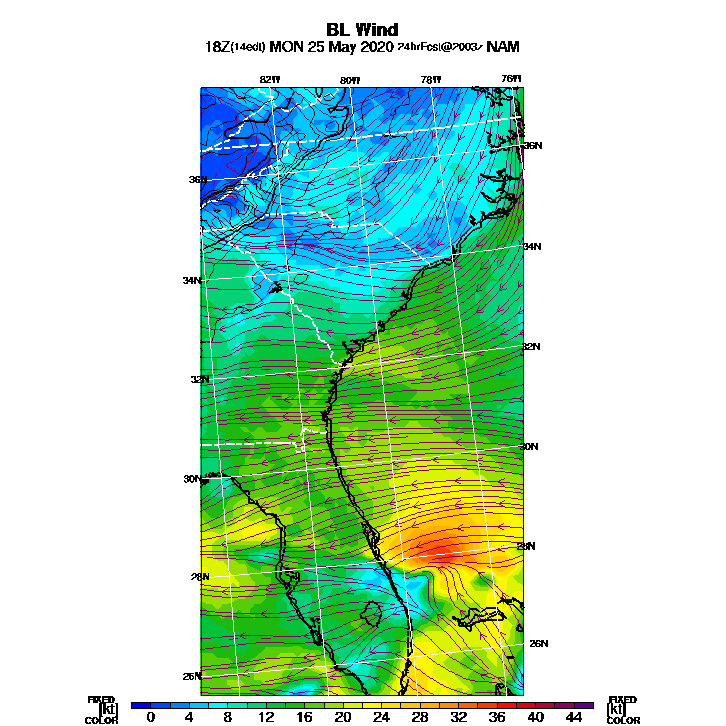 BL Wind
18Z(14edt) MON 25 May 2020 24hrFcst@2003z NAM
82W 80W 78W 76W
36N 36N
34N 34N
32N 32N
30N 30N
28N 28N
26N 26N
FIXED FIXED
[kt] 0 4 8 12 16 20 24 28 32 36 40 44 [kt]
COLOR COLOR